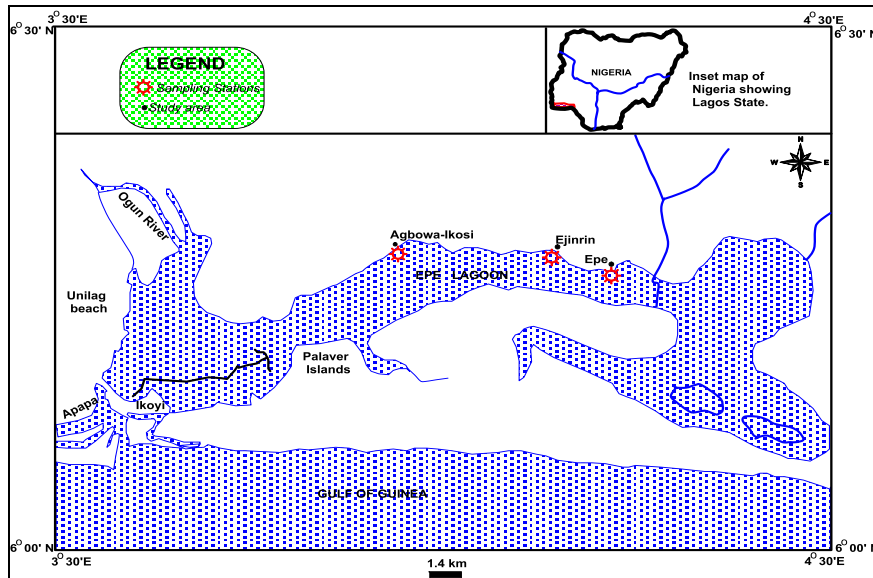 3° 30'E
4° 30'E
6° 30' N
6° 30' N
LEGEND
Sampling Stations
Study area
NIGERIA
Inset map of
Nigeria showing
Lagos State.
N
W
E
S
Ogun River
Agbowa-Ikosi
Ejinrin
Epe
EPE LAGOON
Unilag
beach
Palaver
Islands
Apapa
Ikoyi
GULF OF GUINEA
6° 00' N
6° 00' N
3° 30'E
4° 30'E
1.4 km